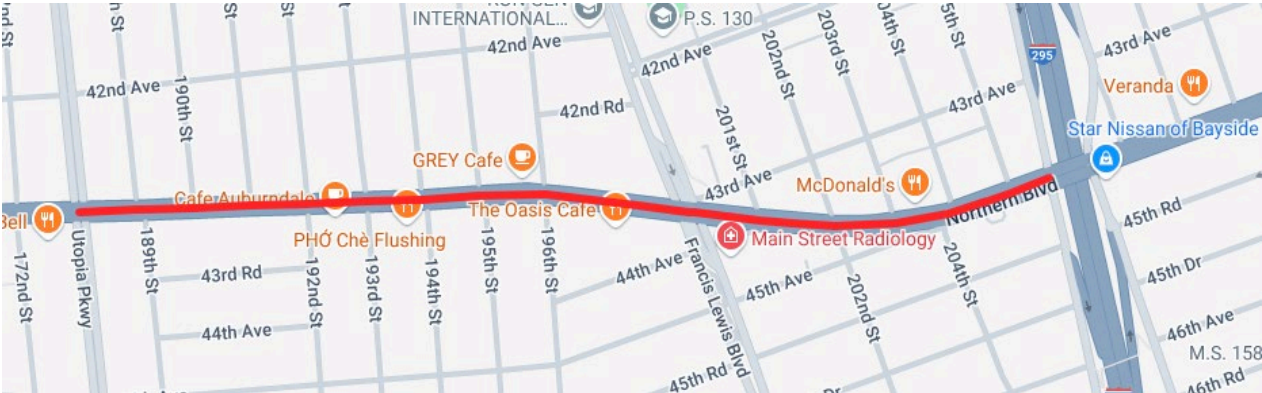 INTERNATIONAL...
P.S. 130
42nd Ave
42nd Ave
42nd Ave
42nd Rd
190th St
201st St
202nd St
203rd St
43rd Ave
43rd Ave
295
43rd Ave
Veranda
Star Nissan of Bayside
GREY Cafe
Cafe Auburndale
The Oasis Cafe
PHỞ Chè Flushing
McDonald's
Main Street Radiology
Northern Blvd
Bell
172nd St
Utopia Pkwy
189th St
43rd Rd
44th Ave
192nd St
193rd St
194th St
195th St
196th St
44th Ave
Francis Lewis Blvd
45th Ave
45th Rd
202nd St
204th St
45th Rd
45th Dr
46th Ave
M.S. 158
46th Rd